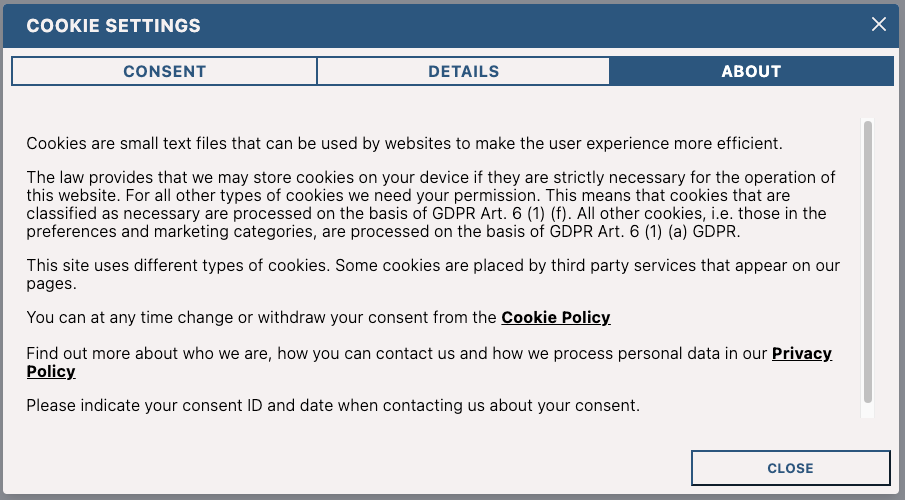 COOKIE SETTINGS
CONSENT
DETAILS
ABOUT
Cookies are small text files that can be used by websites to make the user experience more efficient.
The law provides that we may store cookies on your device if they are strictly necessary for the operation of
this website. For all other types of cookies we need your permission. This means that cookies that are
classified as necessary are processed on the basis of GDPR Art. 6 (1) (f). All other cookies, i.e. those in the
preferences and marketing categories, are processed on the basis of GDPR Art. 6 (1) (a) GDPR.
This site uses different types of cookies. Some cookies are placed by third party services that appear on our
pages.
You can at any time change or withdraw your consent from the Cookie Policy
Find out more about who we are, how you can contact us and how we process personal data in our Privacy
Policy
Please indicate your consent ID and date when contacting us about your consent.
CLOSE